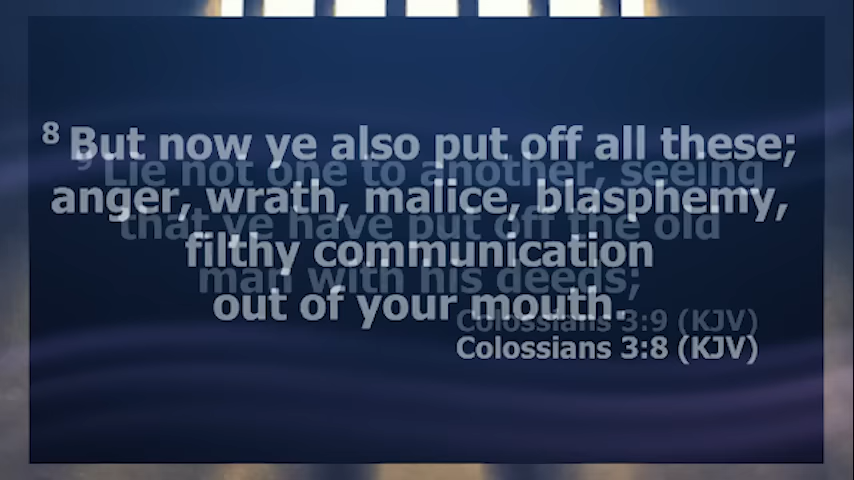 8 But now ye also put off all these;
anger, wrath, malice, blasphemy,
filthy communication
out of your mouth.
Colossians 3:8 (KJV)
9 Lie not one to another, seeing
that ye have put off the old
man with his deeds;
Colossians 3:9 (KJV)